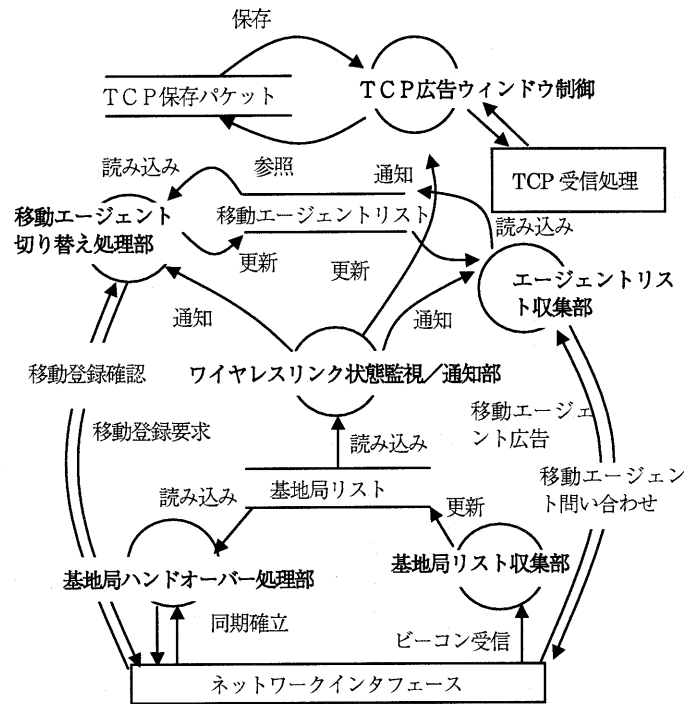 保存
TCP保存パケット
TCP広告ウィンドウ制御
TCP 受信処理
読み込み
参照
通知
移動エージェント
切り替え処理部
移動エージェントリスト
読み込み
更新
更新
エージェントリス
ト収集部
通知
通知
ワイヤレスリンク状態監視／通知部
移動登録確認
移動登録要求
移動エージェ
ント広告
読み込み
移動エージェン
ト問い合わせ
基地局リスト
読み込み
更新
基地局ハンドオーバー処理部
基地局リスト収集部
同期確立
ビーコン受信
ネットワークインタフェース